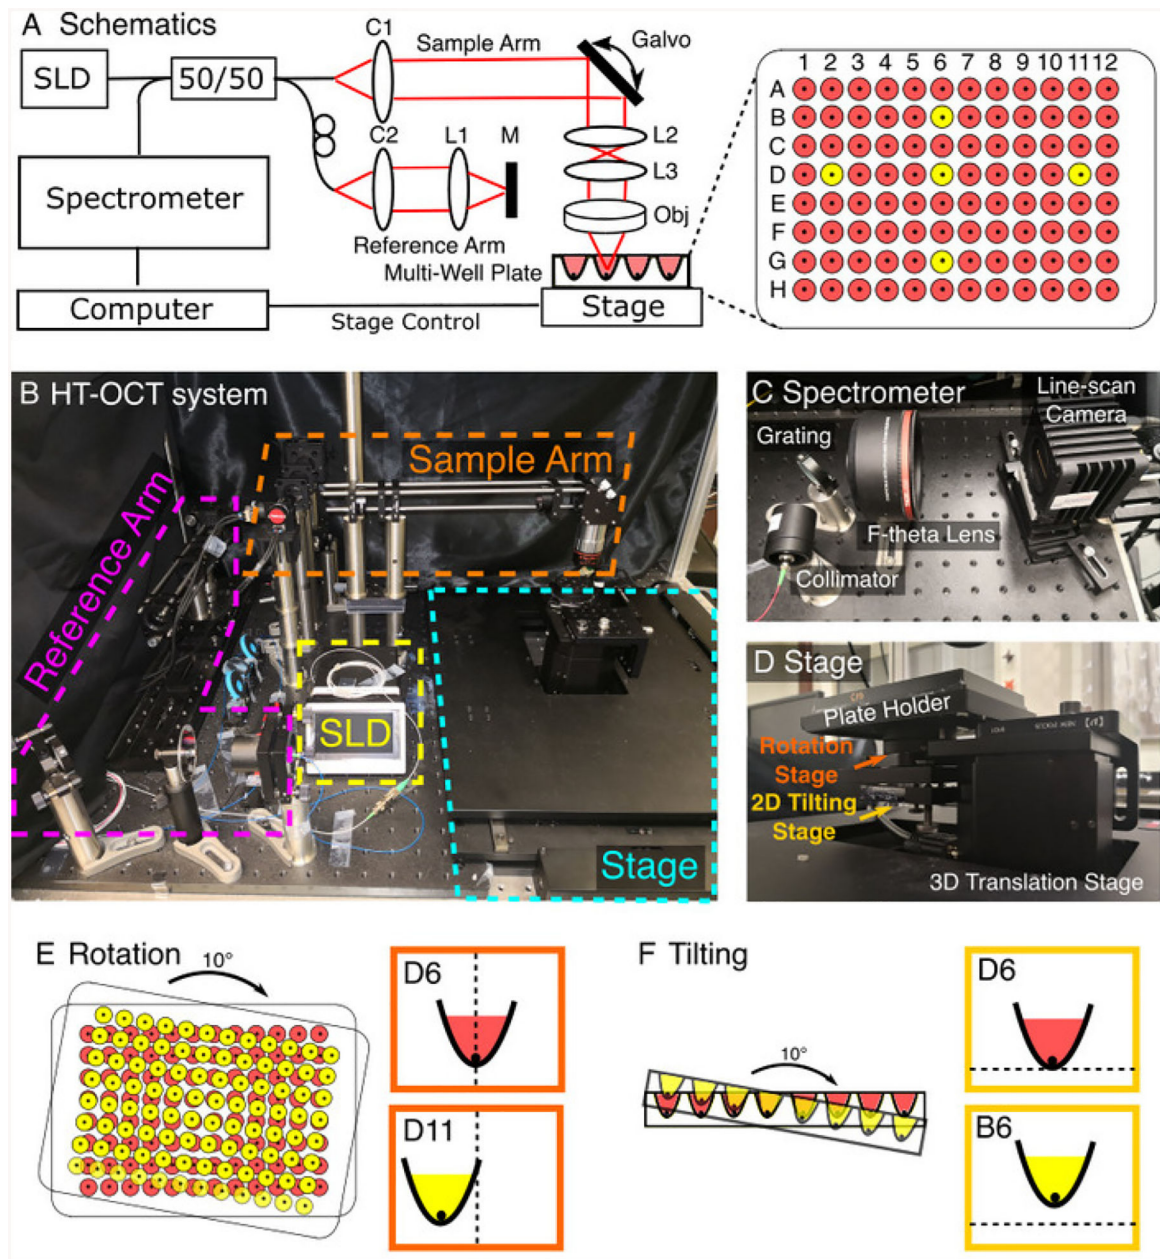 A Schematics
SLD
50/50
C1
Sample Arm
Galvo
C2
L1
M
L2
L3
Obj
Spectrometer
Reference Arm
Multi-Well Plate
Computer
Stage Control
Stage
1 2 3 4 5 6 7 8 9 10 11 12
A
B
C
D
E
F
G
H
B HT-OCT system
Sample Arm
Reference Arm
SLD
Stage
C Spectrometer
Line-scan
Camera
Grating
F-theta Lens
Collimator
D Stage
Plate Holder
Rotation
Stage
2D Tilting
Stage
3D Translation Stage
E Rotation
10°
D6
D11
F Tilting
10°
D6
B6